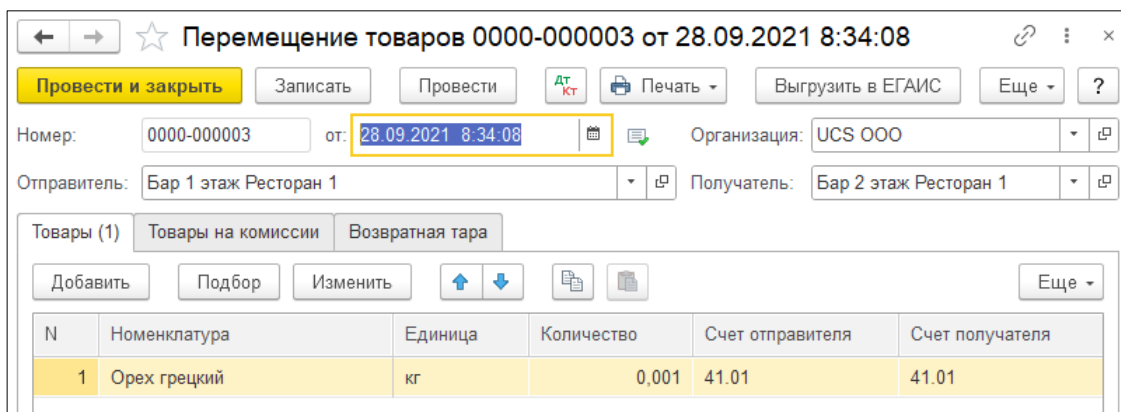 Перемещение товаров 0000-000003 от 28.09.2021 8:34:08
Провести и закрыть Записать Провести Дт Кт Печать Выгрузить в ЕГАИС Еще ?
Номер: 0000-000003 от: 28.09.2021 8:34:08 Организация: UCS ООО
Отправитель: Бар 1 этаж Ресторан 1 Получатель: Бар 2 этаж Ресторан 1
Товары (1) Товары на комиссии Возвратная тара
Добавить Подбор Изменить Еще
N Номенклатура Единица Количество Счет отправителя Счет получателя
1 Орех грецкий кг 0,001 41.01 41.01